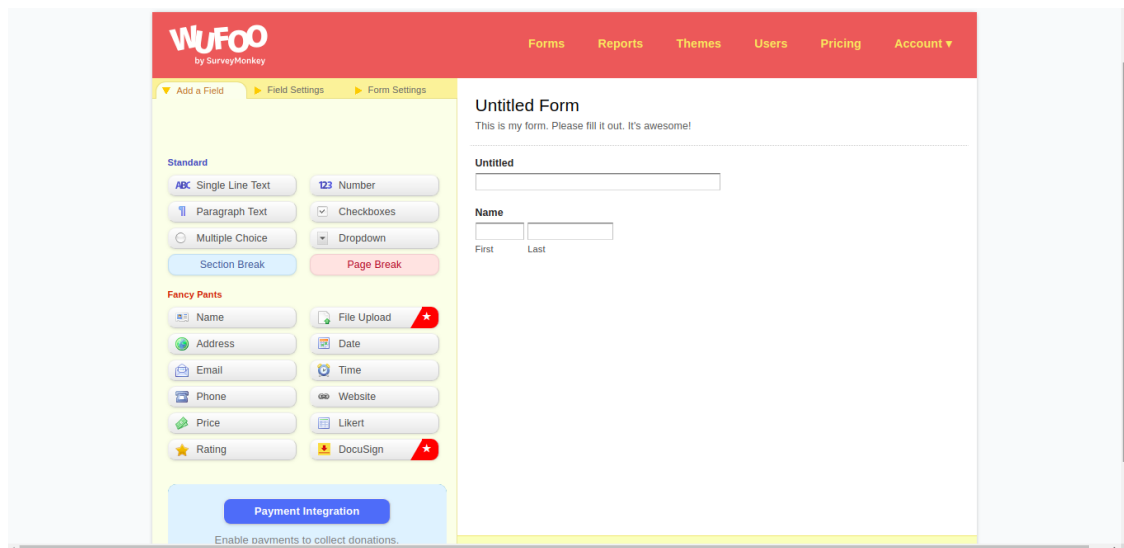 WUFOO
by SurveyMonkey
Forms Reports Themes Users Pricing Account ▾
Add a Field Field Settings Form Settings
Untitled Form
This is my form. Please fill it out. It's awesome!
Standard
ABC Single Line Text
123 Number
Paragraph Text
Checkboxes
Multiple Choice
Dropdown
Section Break
Page Break
Fancy Pants
Name
File Upload
Address
Date
Email
Time
Phone
Website
Price
Likert
Rating
DocuSign
Payment Integration
Enable payments to collect donations.
Untitled
Name
First Last